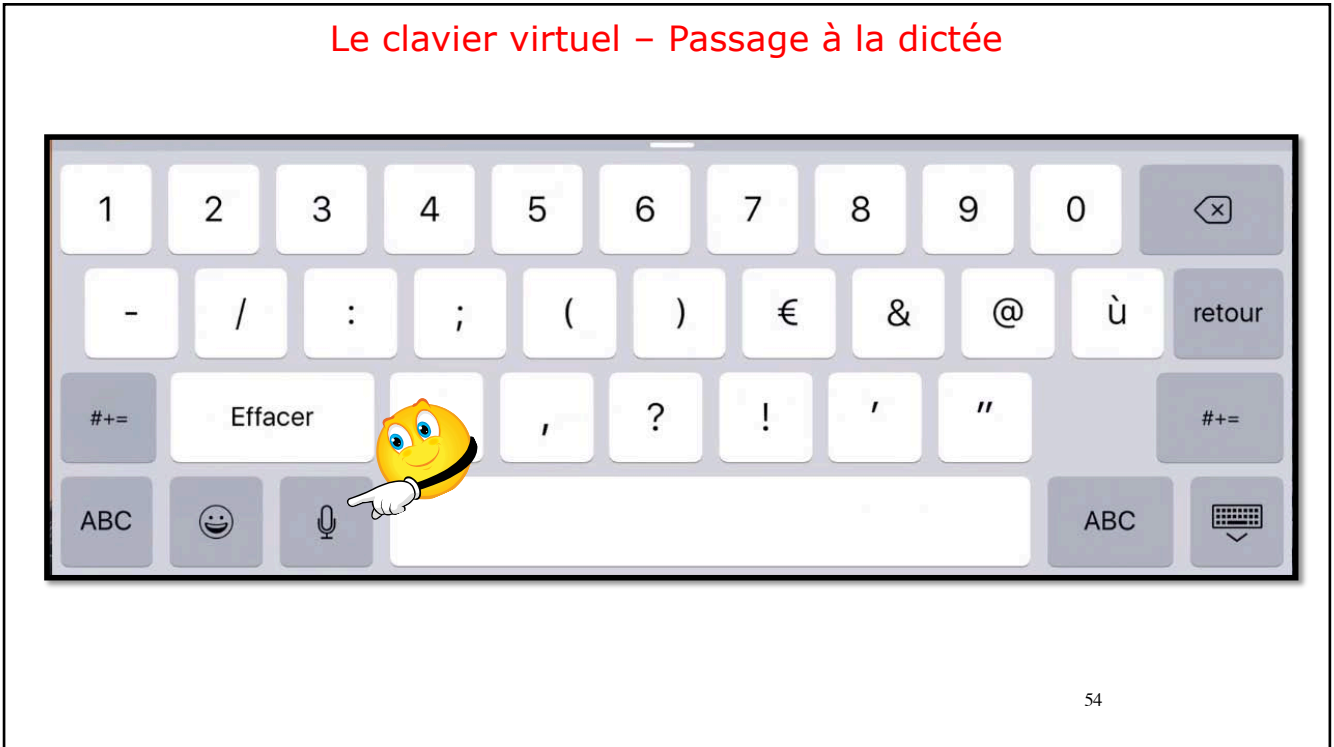 Le clavier virtuel – Passage à la dictée
1 2 3 4 5 6 7 8 9 0
- / : ; ( ) € & @ ù retour
#+= Effacer , ? ! ' " #+=
ABC ABC
54